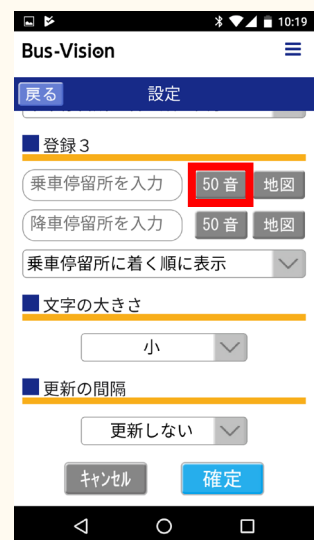 10:19
Bus-Vision
戻る 設定
登録3
乗車停留所を入力 50音 地図
降車停留所を入力 50音 地図
乗車停留所に着く順に表示
文字の大きさ
小
更新の間隔
更新しない
キャンセル 確定